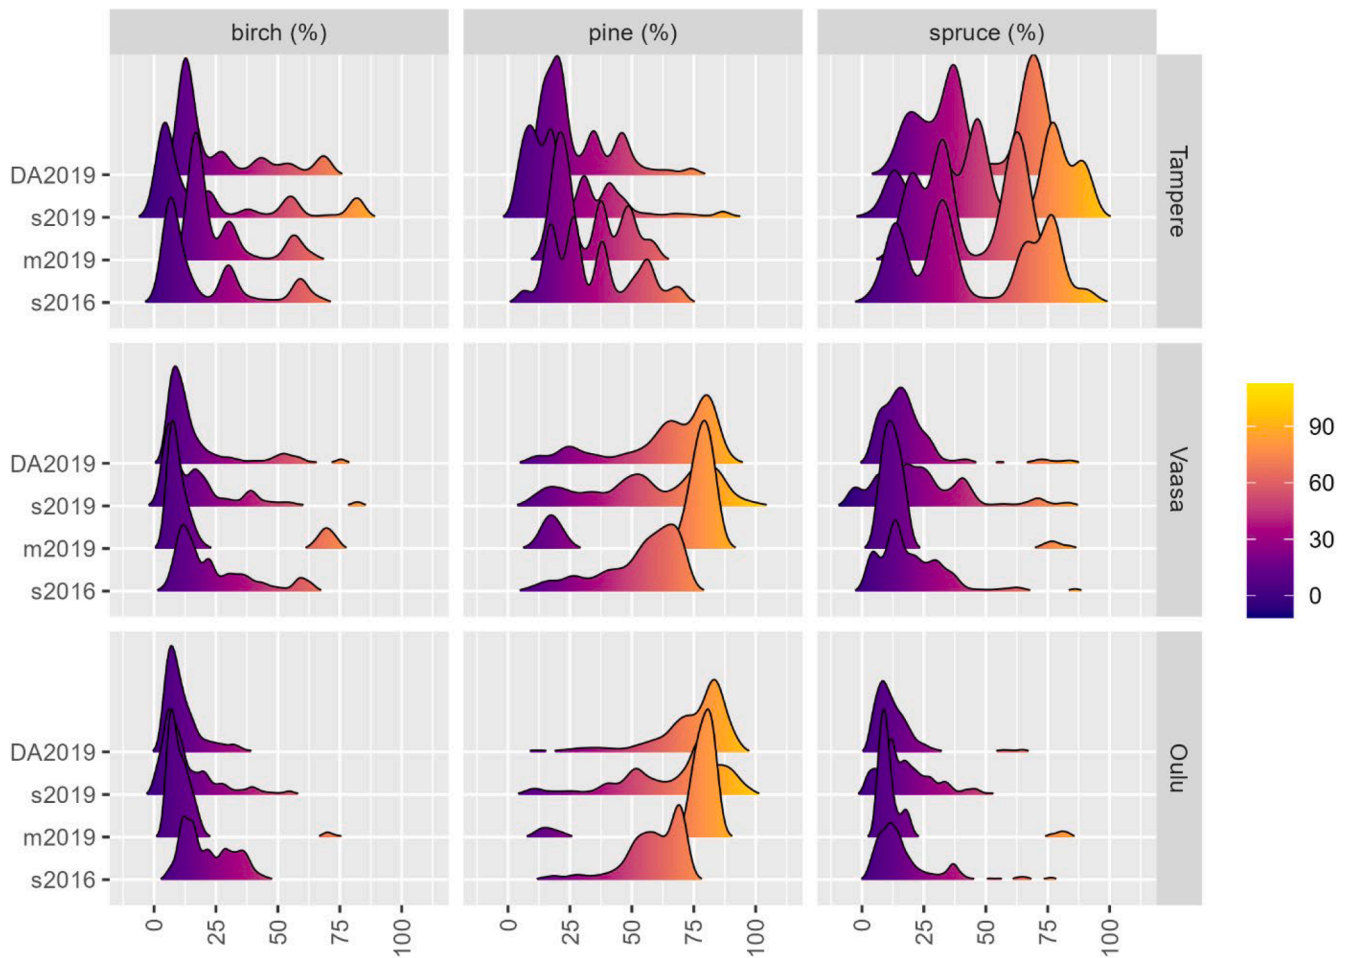 birch (%) pine (%) spruce (%)
DA2019
s2019
m2019
s2016
Tampere
DA2019
s2019
m2019
s2016
Vaasa
90
60
30
0
DA2019
s2019
m2019
s2016
Oulu
0 25 50 75 100 0 25 50 75 100 0 25 50 75 100